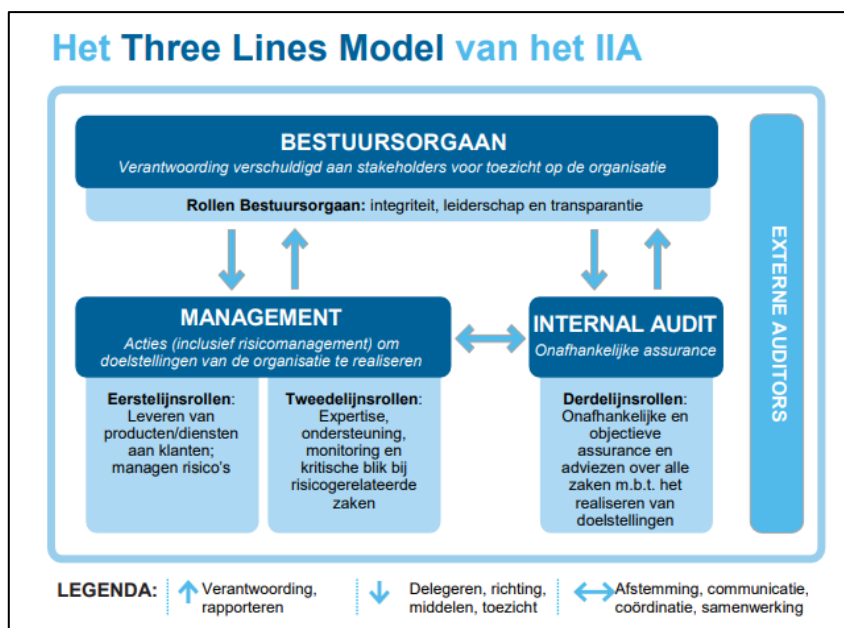 Het Three Lines Model van het IIA
BESTUURSORGAAN
Verantwoording verschuldigd aan stakeholders voor toezicht op de organisatie
Rollen Bestuursorgaan: integriteit, leiderschap en transparantie
MANAGEMENT
Acties (inclusief risicomanagement) om
doelstellingen van de organisatie te realiseren
Eerstelijnsrollen:
Leveren van
producten/diensten
aan klanten;
managen risico's
Tweedelijnsrollen:
Expertise,
ondersteuning,
monitoring en
kritische blik bij
risicogerelateerde
zaken
INTERNAL AUDIT
Onafhankelijke assurance
Derdelijnsrollen:
Onafhankelijke en
objectieve
assurance en
adviezen over alle
zaken m.b.t. het
realiseren van
doelstellingen
EXTERNE AUDITORS
LEGENDA:
Verantwoording,
rapporteren
Delegeren, richting,
middelen, toezicht
Afstemming, communicatie,
coördinatie, samenwerking